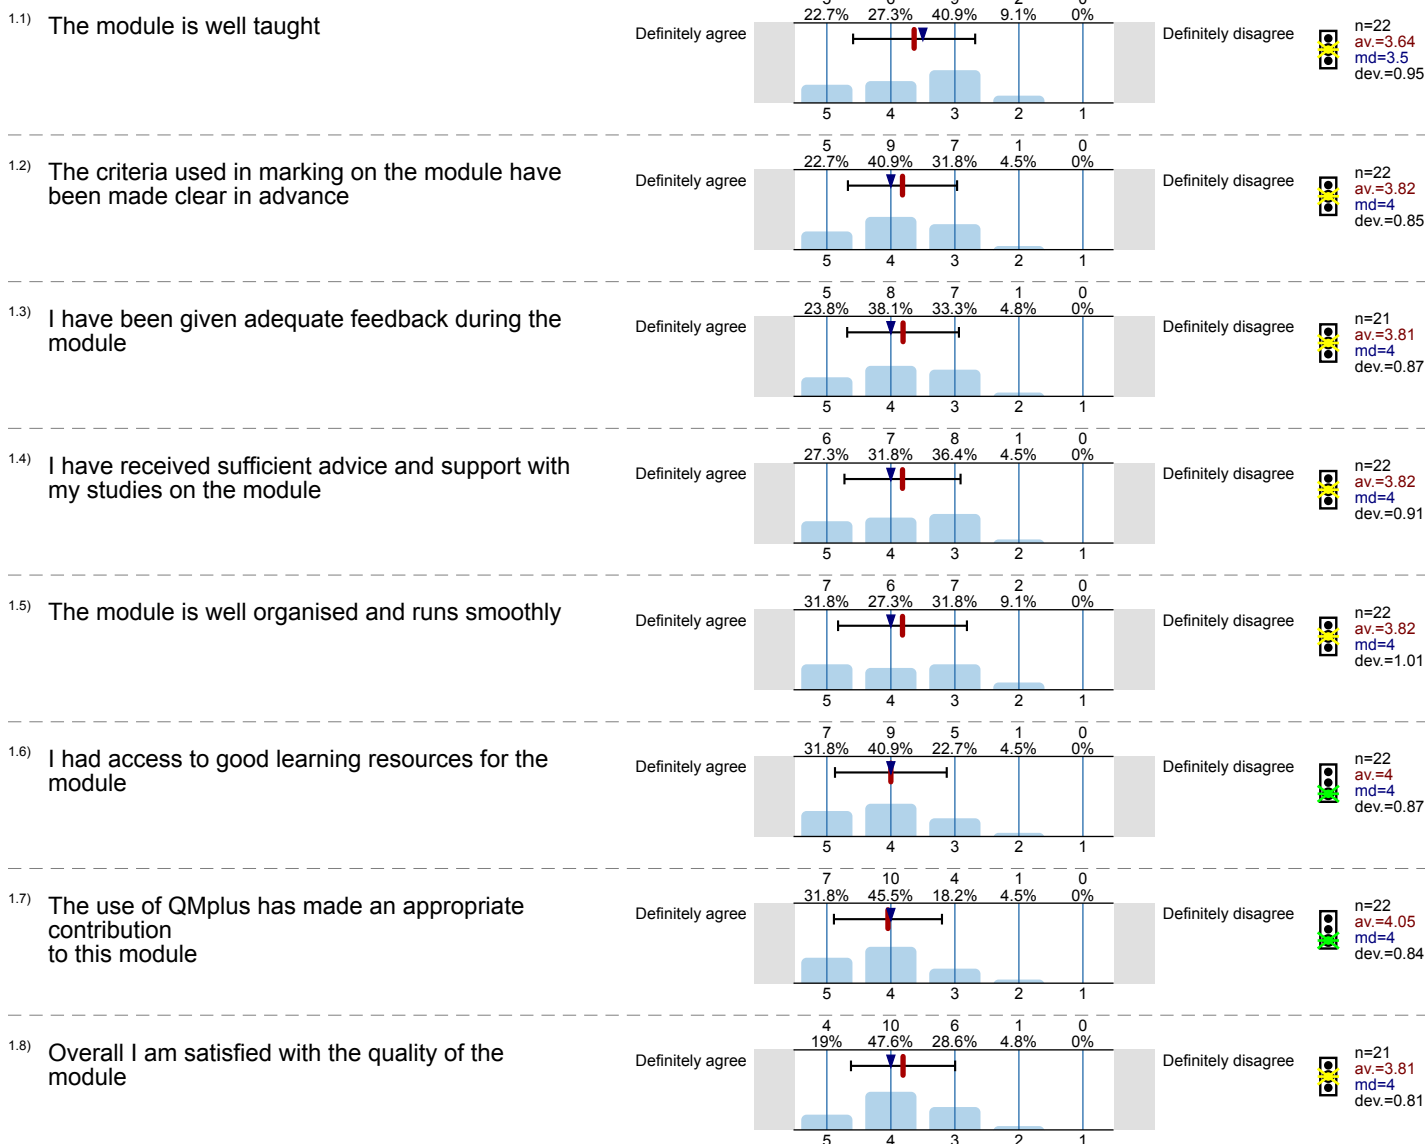 1.1) The module is well taught
Definitely agree
22.7% 27.3% 40.9% 9.1% 0%
5 4 3 2 1
Definitely disagree
n=22
av.=3.64
md=3.5
dev.=0.95
1.2) The criteria used in marking on the module have
been made clear in advance
Definitely agree
5 9 7 1 0
22.7% 40.9% 31.8% 4.5% 0%
5 4 3 2 1
Definitely disagree
n=22
av.=3.82
md=4
dev.=0.85
1.3) I have been given adequate feedback during the
module
Definitely agree
5 8 7 1 0
23.8% 38.1% 33.3% 4.8% 0%
5 4 3 2 1
Definitely disagree
n=21
av.=3.81
md=4
dev.=0.87
1.4) I have received sufficient advice and support with
my studies on the module
Definitely agree
6 7 8 1 0
27.3% 31.8% 36.4% 4.5% 0%
5 4 3 2 1
Definitely disagree
n=22
av.=3.82
md=4
dev.=0.91
1.5) The module is well organised and runs smoothly
Definitely agree
7 6 7 2 0
31.8% 27.3% 31.8% 9.1% 0%
5 4 3 2 1
Definitely disagree
n=22
av.=3.82
md=4
dev.=1.01
1.6) I had access to good learning resources for the
module
Definitely agree
7 9 5 1 0
31.8% 40.9% 22.7% 4.5% 0%
5 4 3 2 1
Definitely disagree
n=22
av.=4
md=4
dev.=0.87
1.7) The use of QMplus has made an appropriate
contribution
to this module
Definitely agree
7 10 4 1 0
31.8% 45.5% 18.2% 4.5% 0%
5 4 3 2 1
Definitely disagree
n=22
av.=4.05
md=4
dev.=0.84
1.8) Overall I am satisfied with the quality of the
module
Definitely agree
4 10 6 1 0
19% 47.6% 28.6% 4.8% 0%
5 4 3 2 1
Definitely disagree
n=21
av.=3.81
md=4
dev.=0.81